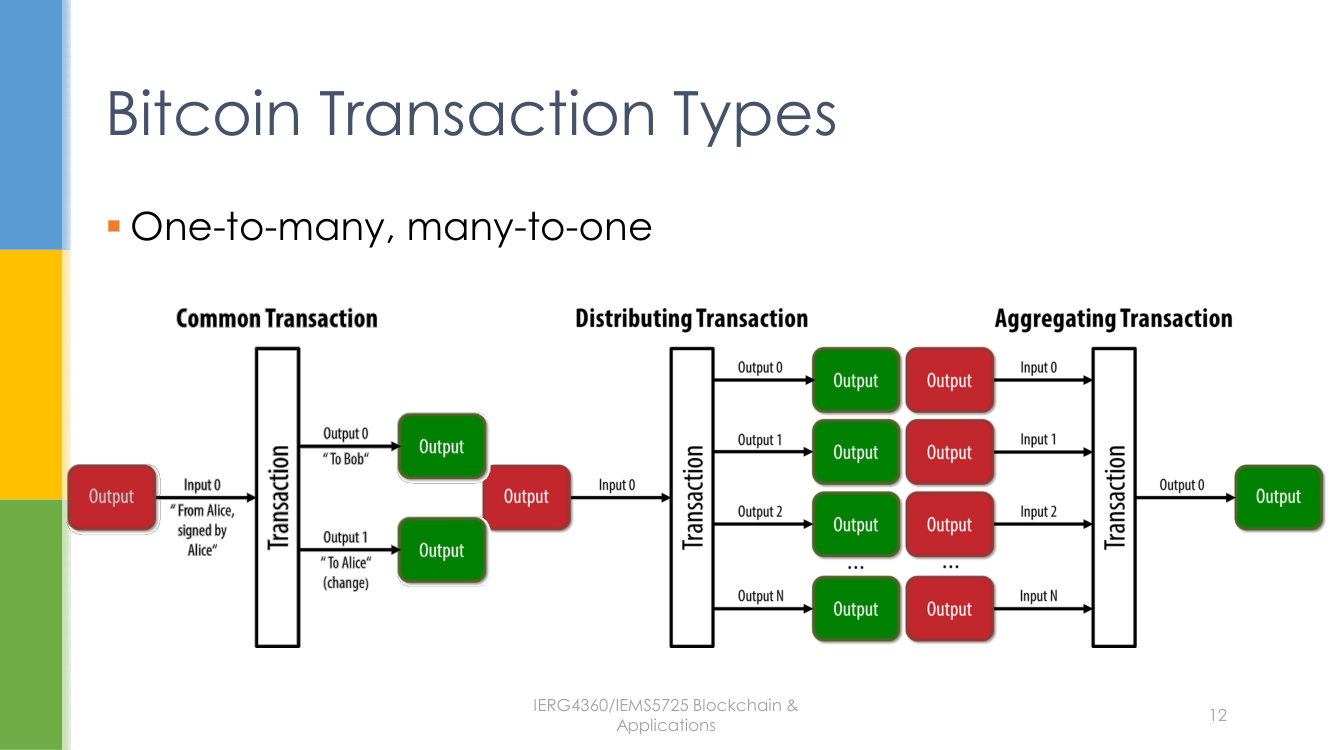 Bitcoin Transaction Types
▪ One-to-many, many-to-one
Common Transaction
Output
Input 0
“ From Alice,
signed by
Alice“
Transaction
Output 0
“ To Bob“
Output
Output 1
“ To Alice“
(change)
Output
Distributing Transaction
Output
Input 0
Transaction
Output 0
Output
Output 1
Output
Output 2
Output
...
Output N
Output
Aggregating Transaction
Output
Input 0
Output
Input 1
Output
Input 2
...
Output
Input N
Transaction
Output 0
Output
IERG4360/IEMS5725 Blockchain &
Applications
12